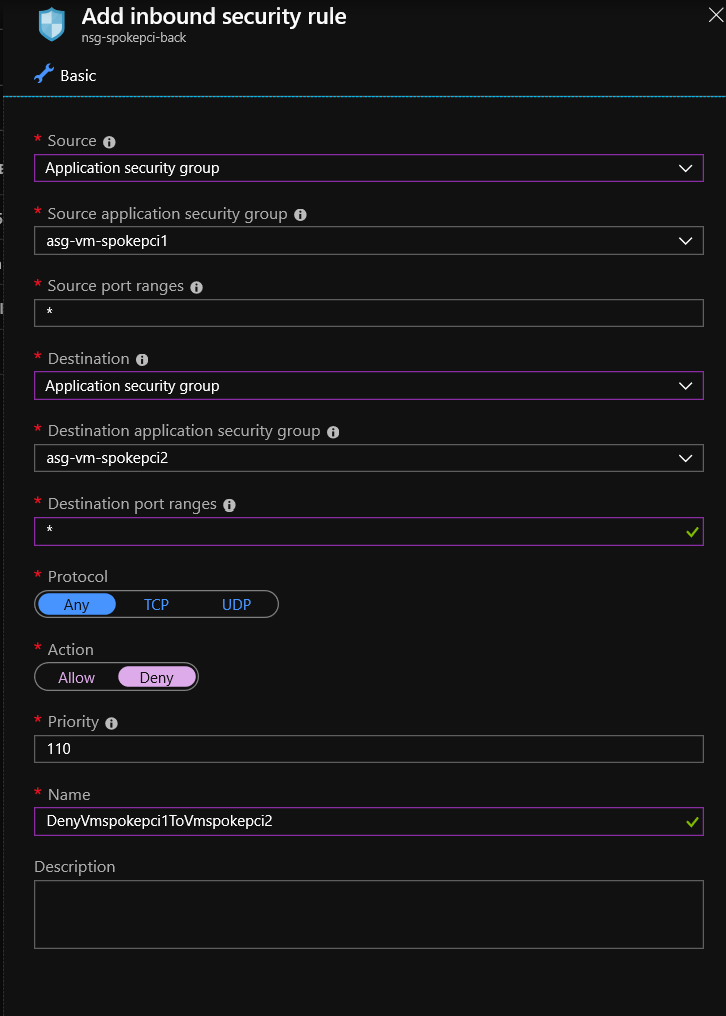 Add inbound security rule
nsg-spokepci-back
Basic
* Source
Application security group
* Source application security group
asg-vm-spokepci1
* Source port ranges
*
* Destination
Application security group
* Destination application security group
asg-vm-spokepci2
* Destination port ranges
*
* Protocol
Any TCP UDP
* Action
Allow Deny
* Priority
110
* Name
DenyVmspokepci1ToVmspokepci2
Description